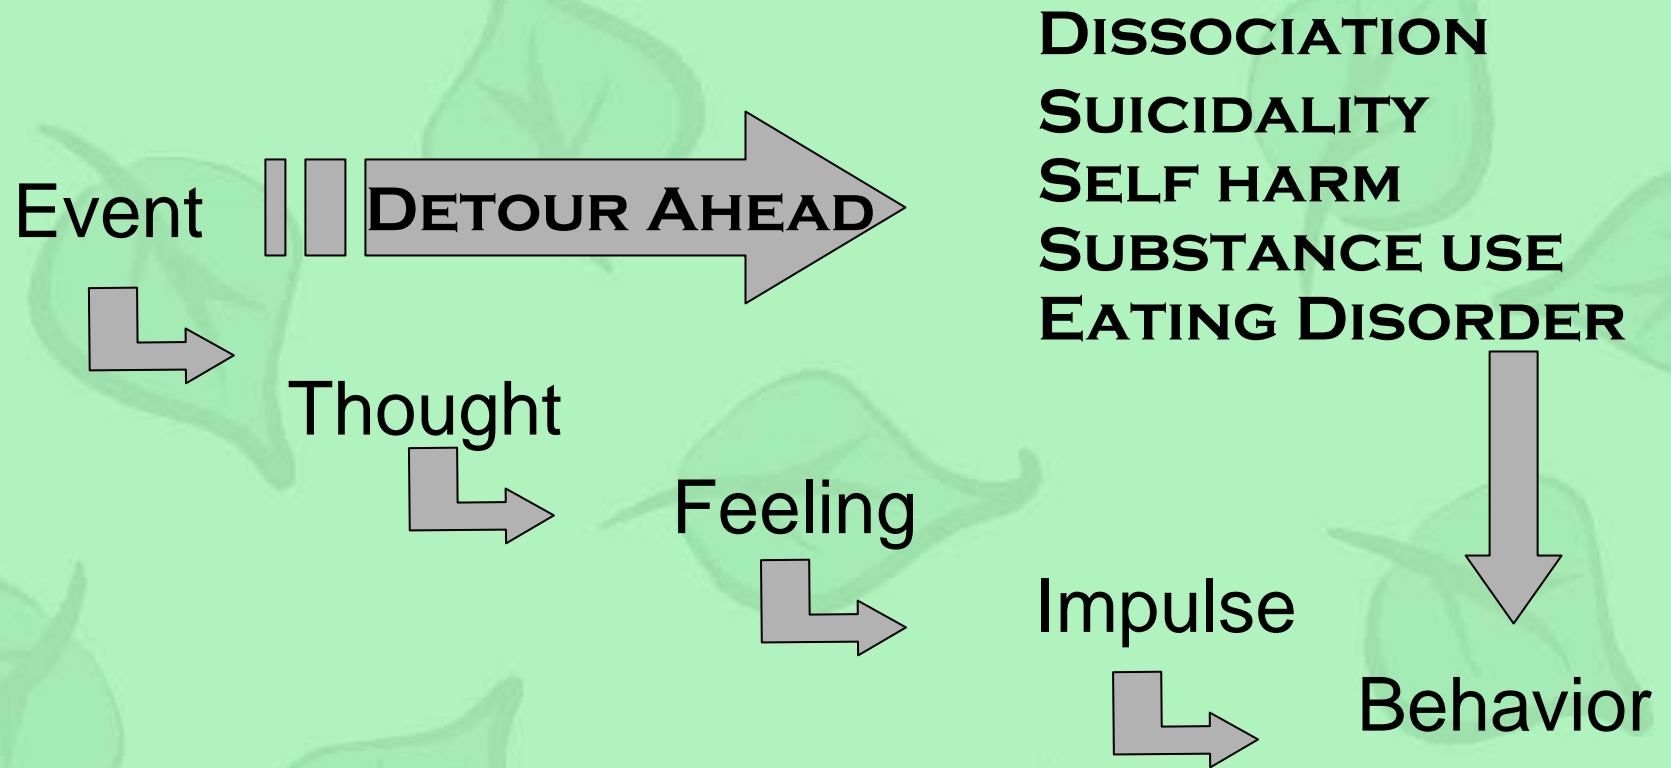 DISSOCIATION
SUICIDALITY
SELF HARM
SUBSTANCE USE
EATING DISORDER
Event
DETOUR AHEAD
Thought
Feeling
Impulse
Behavior